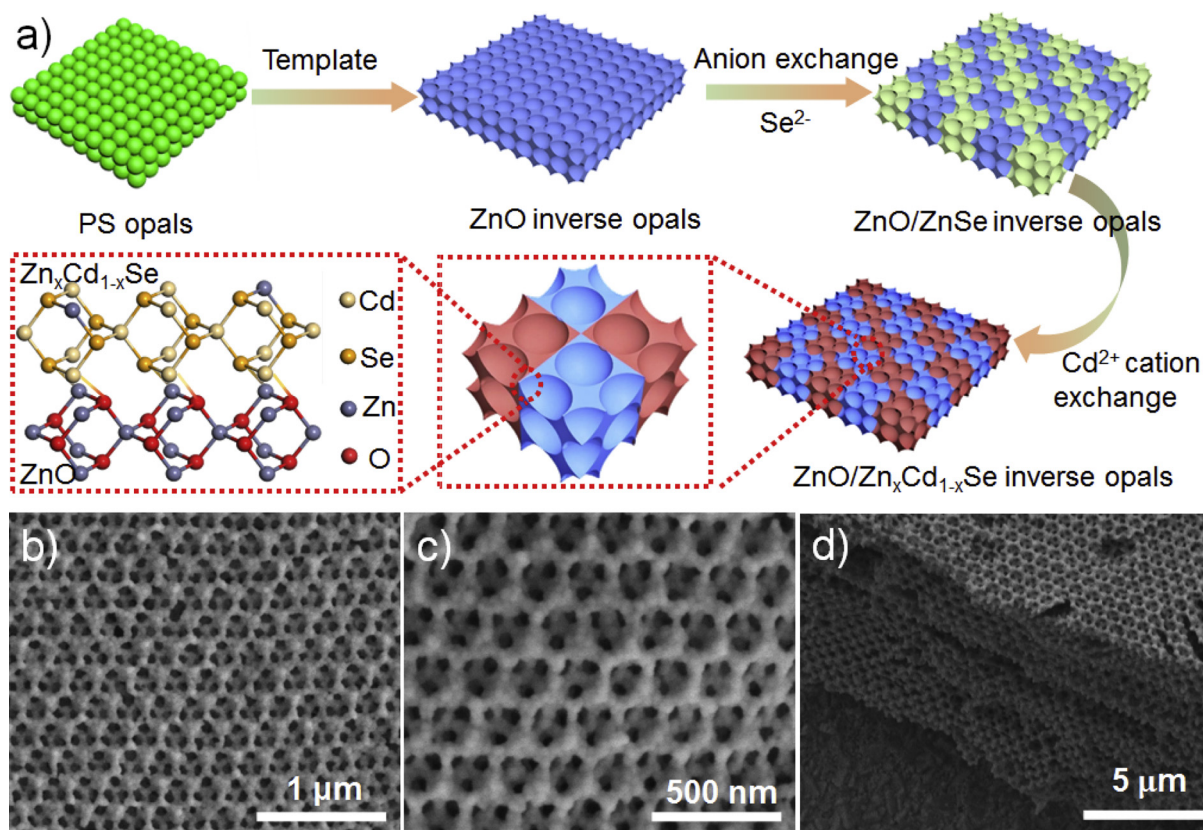 a)
Template
Anion exchange
Se²⁻
PS opals
ZnO inverse opals
ZnO/ZnSe inverse opals
ZnₓCd₁₋ₓSe
Cd
Se
Zn
O
ZnO
Cd²⁺ cation
exchange
ZnO/ZnₓCd₁₋ₓSe inverse opals
b)
1 μm
c)
500 nm
d)
5 μm